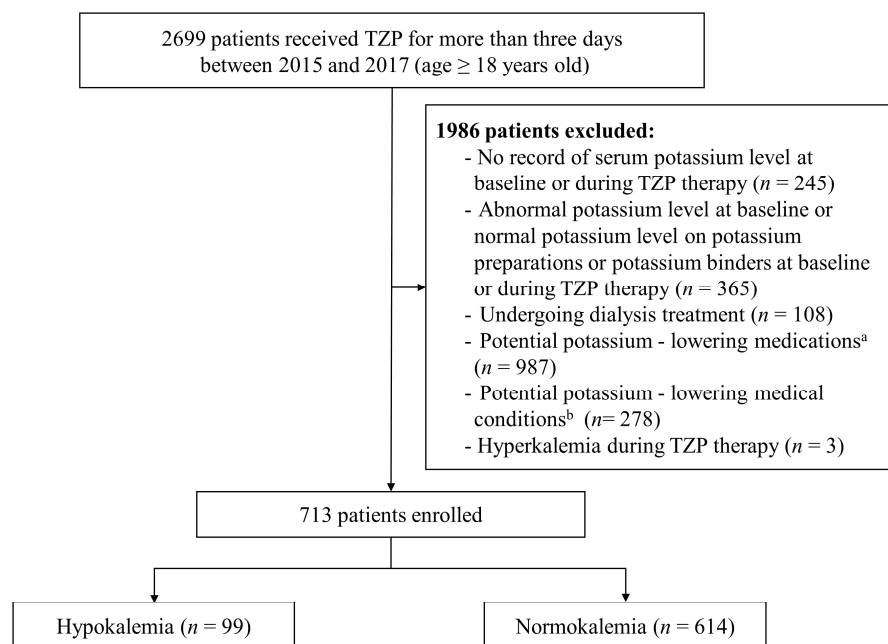 2699 patients received TZP for more than three days
between 2015 and 2017 (age ≥ 18 years old)
1986 patients excluded:
- No record of serum potassium level at
baseline or during TZP therapy (n = 245)
- Abnormal potassium level at baseline or
normal potassium level on potassium
preparations or potassium binders at baseline
or during TZP therapy (n = 365)
- Undergoing dialysis treatment (n = 108)
- Potential potassium - lowering medicationsᵃ
(n = 987)
- Potential potassium - lowering medical
conditionsᵇ (n= 278)
- Hyperkalemia during TZP therapy (n = 3)
713 patients enrolled
Hypokalemia (n = 99)
Normokalemia (n = 614)